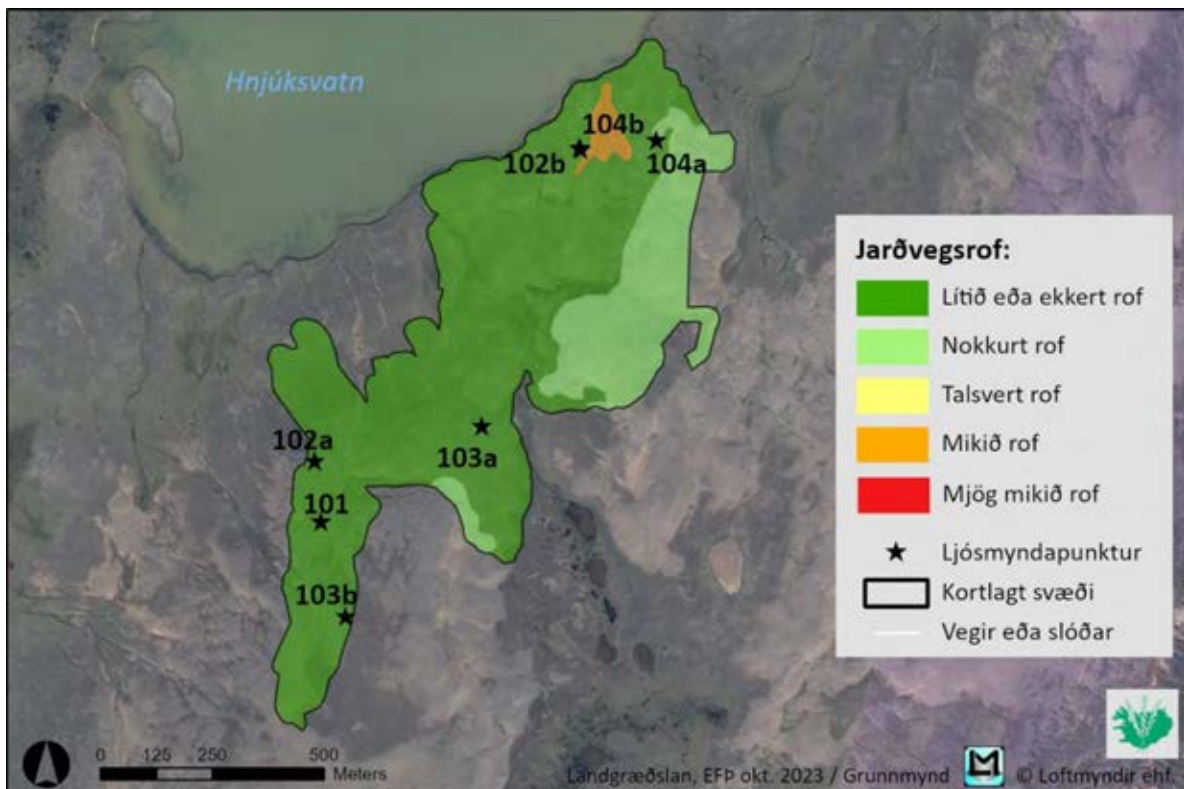 Hnjúksvatn
104b
102b
104a
102a
103a
101
103b
Jarðvegsrof:
Lítið eða ekkert rof
Nokkurt rof
Talsvert rof
Mikið rof
Mjög mikið rof
Ljósmyndapunktur
Kortlagt svæði
Vegir eða slóðar
0 125 250 500
Meters
Landgræðslan, EFÞ okt. 2023 / Grunnmynd LM © Loftmyndir ehf.